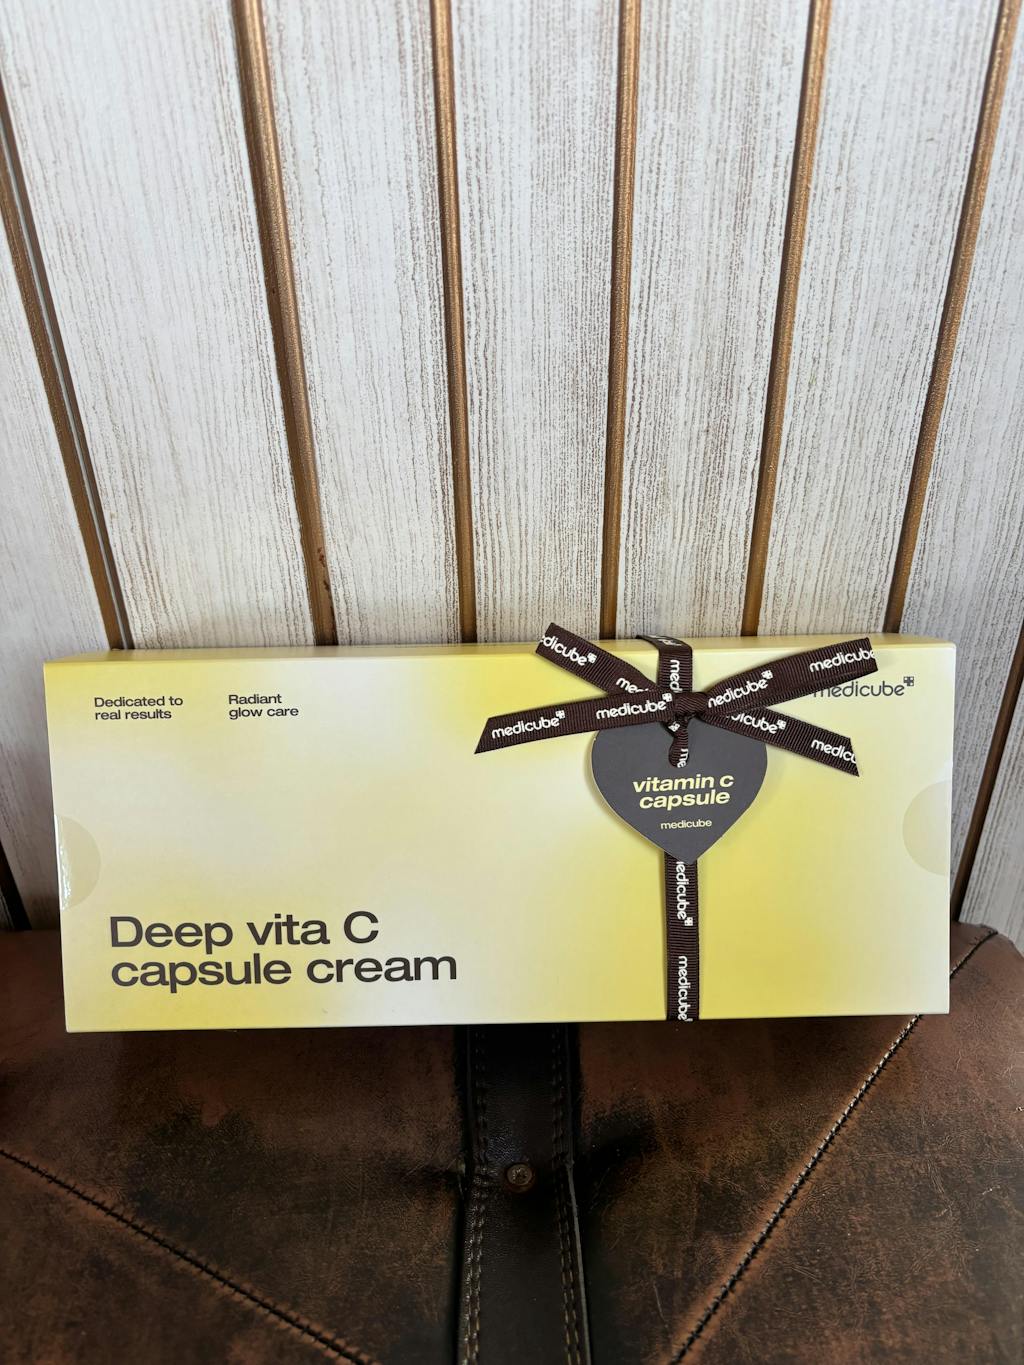 Dedicated to
real results
Radiant
glow care
medicube
medicube
medicube
medicube
medicube
vitamin c
capsule
medicube
medicube
medicube
Deep vita C
capsule cream